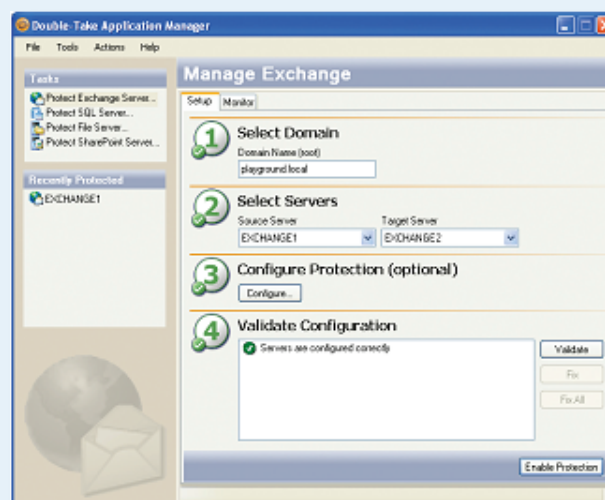 Double-Take Application Manager
File Tools Actions Help
Tasks
Protect Exchange Server...
Protect SQL Server...
Protect File Server...
Protect SharePoint Server...
Recently Protected
EXCHANGE1
Manage Exchange
Setup Monitor
1 Select Domain
Domain Name (root)
playground.local
2 Select Servers
Source Server Target Server
EXCHANGE1 EXCHANGE2
3 Configure Protection (optional)
Configure...
4 Validate Configuration
Servers are configured correctly
Validate
Fix
Fix All
Enable Protection